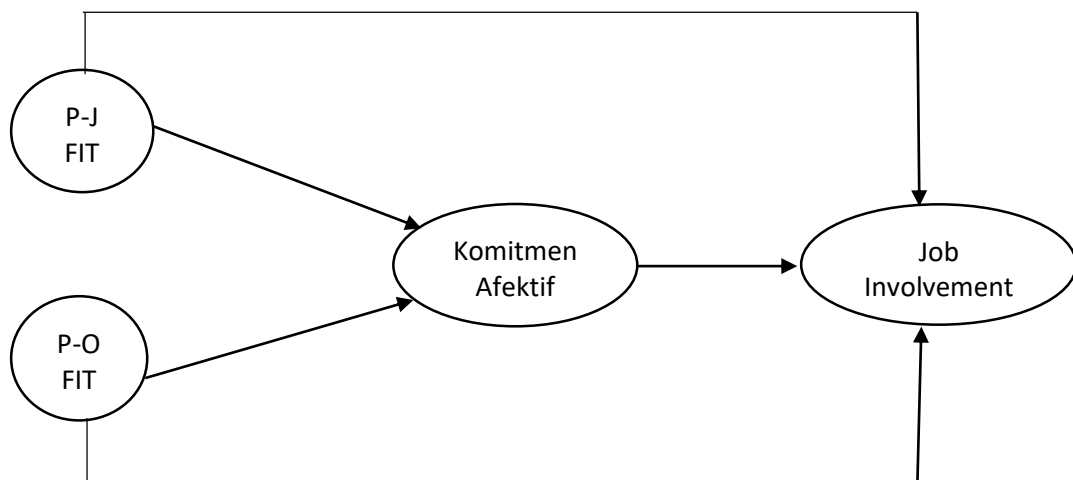 P-J
FIT
Komitmen
Afektif
Job
Involvement
P-O
FIT